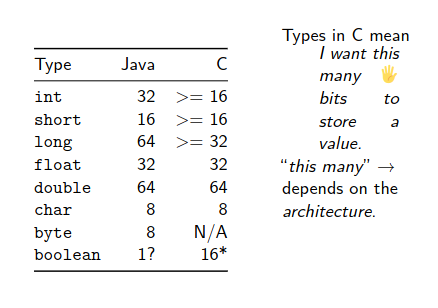 Type Java C
int 32 >= 16
short 16 >= 16
long 64 >= 32
float 32 32
double 64 64
char 8 8
byte 8 N/A
boolean 1? 16*
Types in C mean
I want this
many 🖐
bits to
store a
value.
“this many” →
depends on the
architecture.